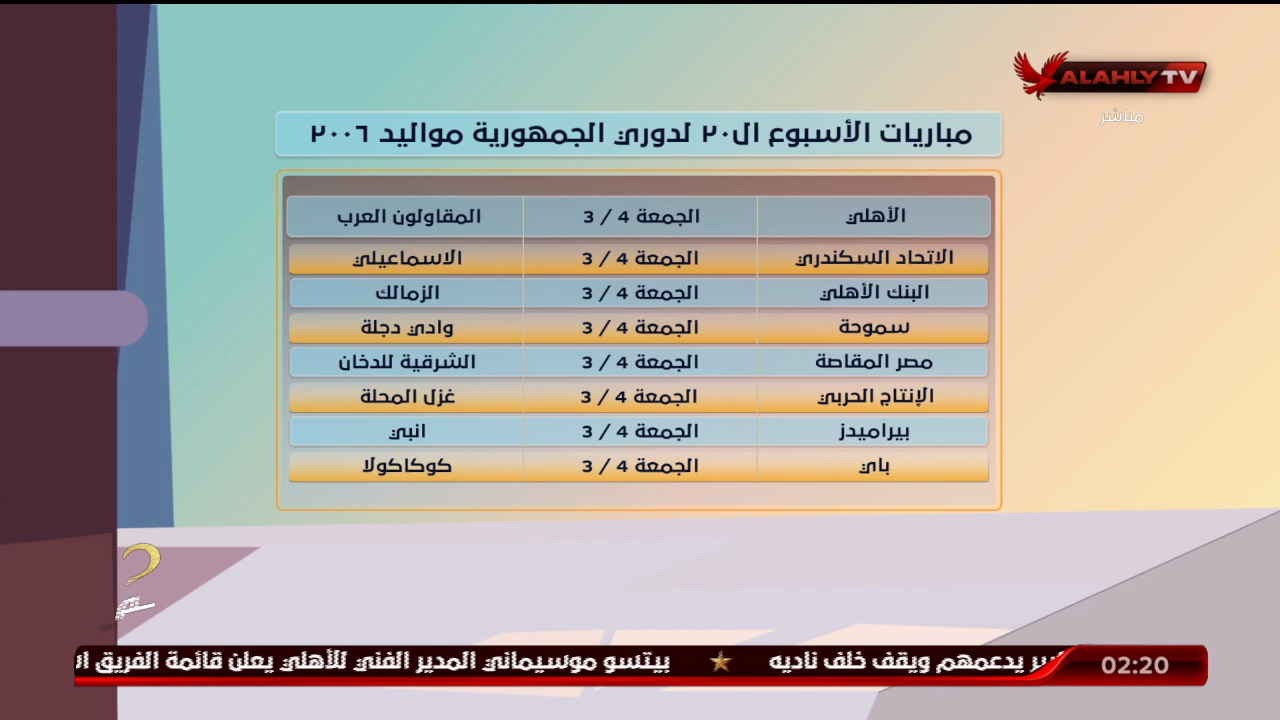 ALAHLY TV
مباشر
مباريات الأسبوع ال٢٠ لدوري الجمهورية مواليد ٢٠٠٦
الأهلي الجمعة 4 / 3 المقاولون العرب
الاتحاد السكندري الجمعة 4 / 3 الاسماعيلي
البنك الأهلي الجمعة 4 / 3 الزمالك
سموحة الجمعة 4 / 3 وادي دجلة
مصر المقاصة الجمعة 4 / 3 الشرقية للدخان
الإنتاج الحربي الجمعة 4 / 3 غزل المحلة
بيراميدز الجمعة 4 / 3 انبي
باي الجمعة 4 / 3 كوكاكولا
يدعمهم ويقف خلف ناديه بيتسو موسيماني المدير الفني للأهلي يعلن قائمة الفريق
02:20